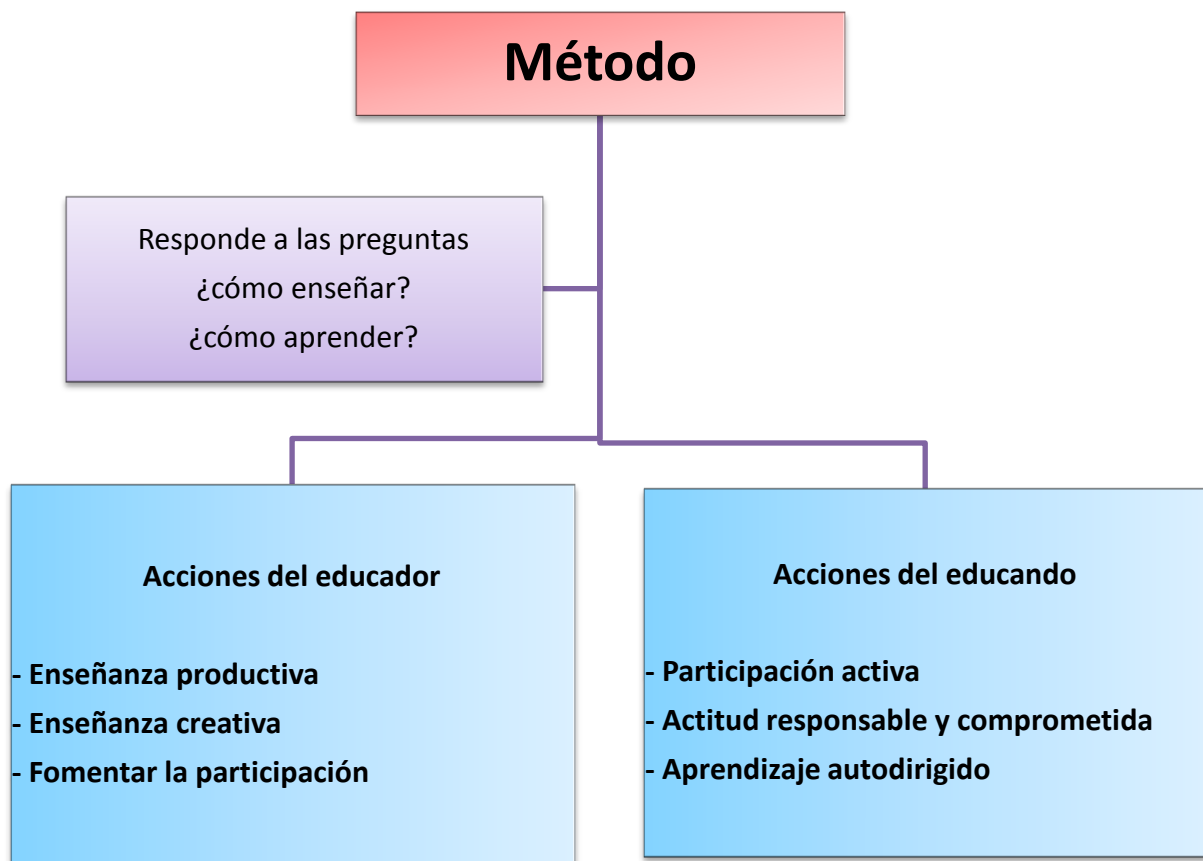 Método
Responde a las preguntas
¿cómo enseñar?
¿cómo aprender?
Acciones del educador
- Enseñanza productiva
- Enseñanza creativa
- Fomentar la participación
Acciones del educando
- Participación activa
- Actitud responsable y comprometida
- Aprendizaje autodirigido